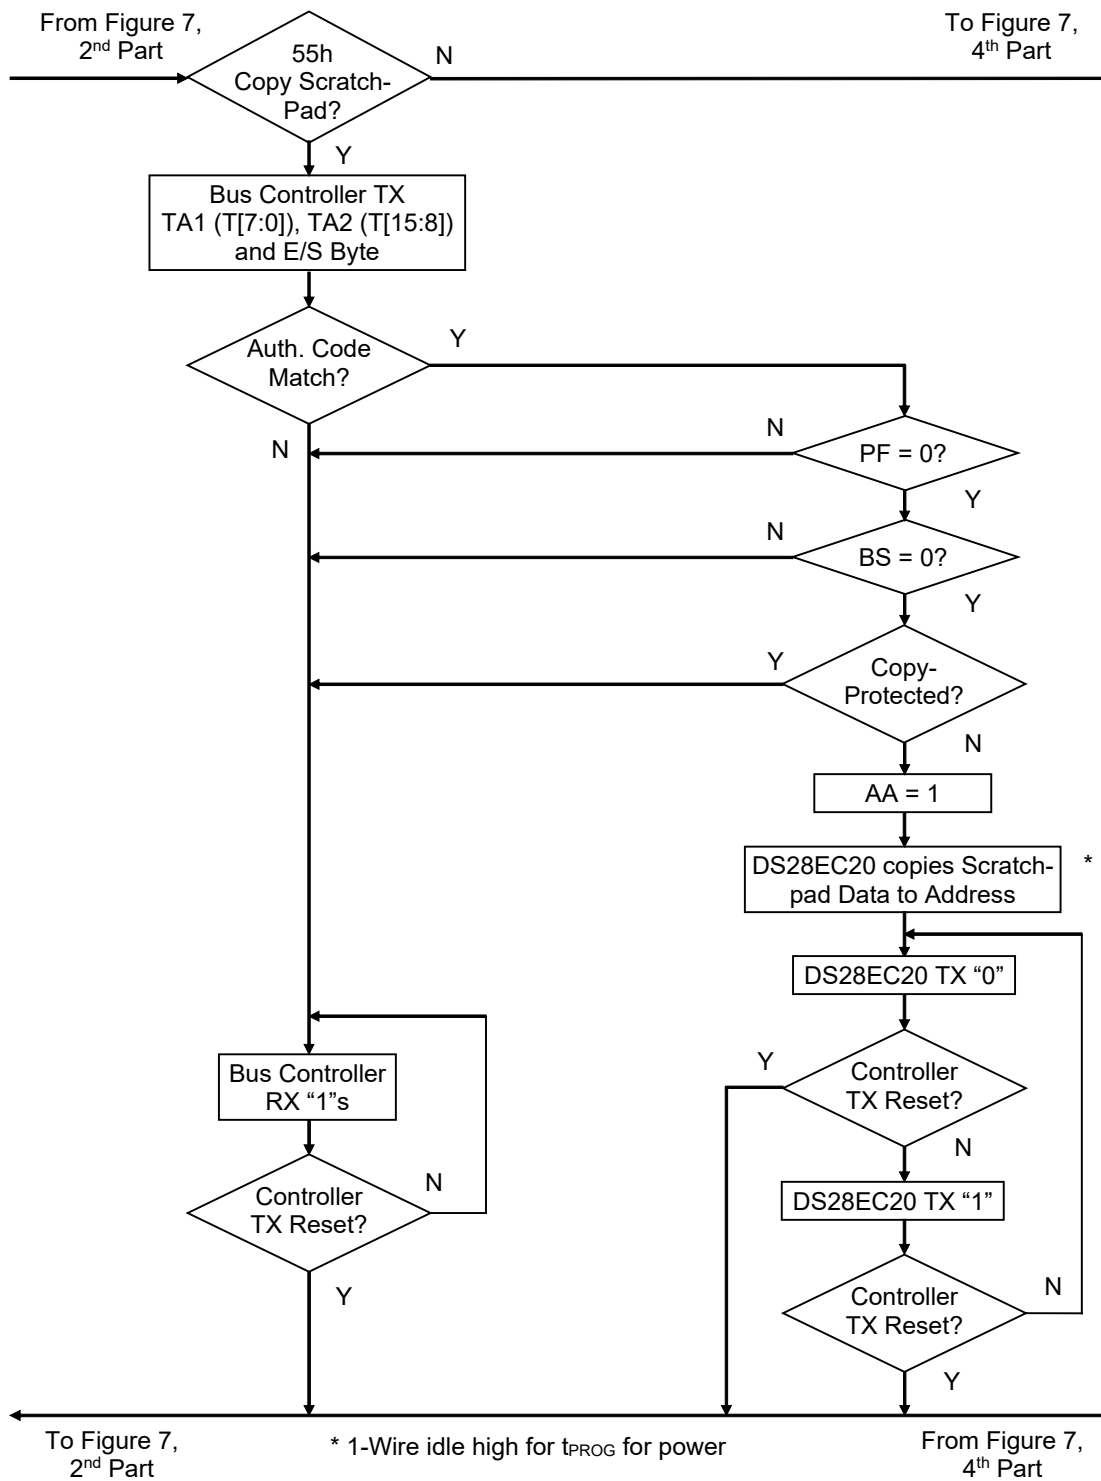 From Figure 7,
2nd Part
To Figure 7,
4th Part
55h
Copy Scratch-
Pad?
N
Y
Bus Controller TX
TA1 (T[7:0]), TA2 (T[15:8])
and E/S Byte
Auth. Code
Match?
Y
N
N
PF = 0?
Y
N
BS = 0?
Y
Y
Copy-
Protected?
N
AA = 1
DS28EC20 copies Scratch-
pad Data to Address
*
DS28EC20 TX “0”
Y
Controller
TX Reset?
N
Bus Controller
RX “1”s
DS28EC20 TX “1”
Controller
TX Reset?
N
Y
Controller
TX Reset?
N
Y
To Figure 7,
2nd Part
* 1-Wire idle high for tPROG for power
From Figure 7,
4th Part